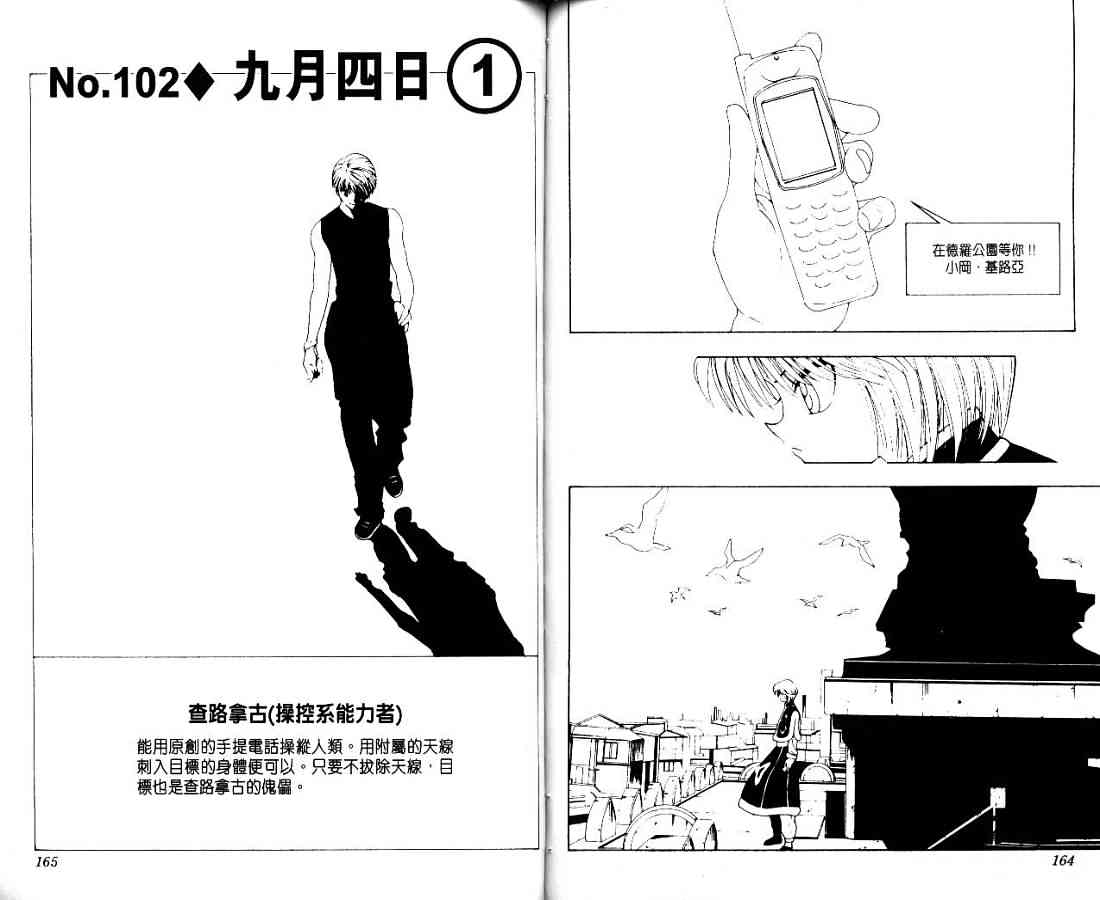 在德羅公園等你!!
小岡．基路亞
164
No.102◆九月四日①
查路拿古(操控系能力者)
能用原創的手提電話操縱人類。用附屬的天線
刺入目標的身體便可以。只要不拔除天線，目
標也是查路拿古的傀儡。
165